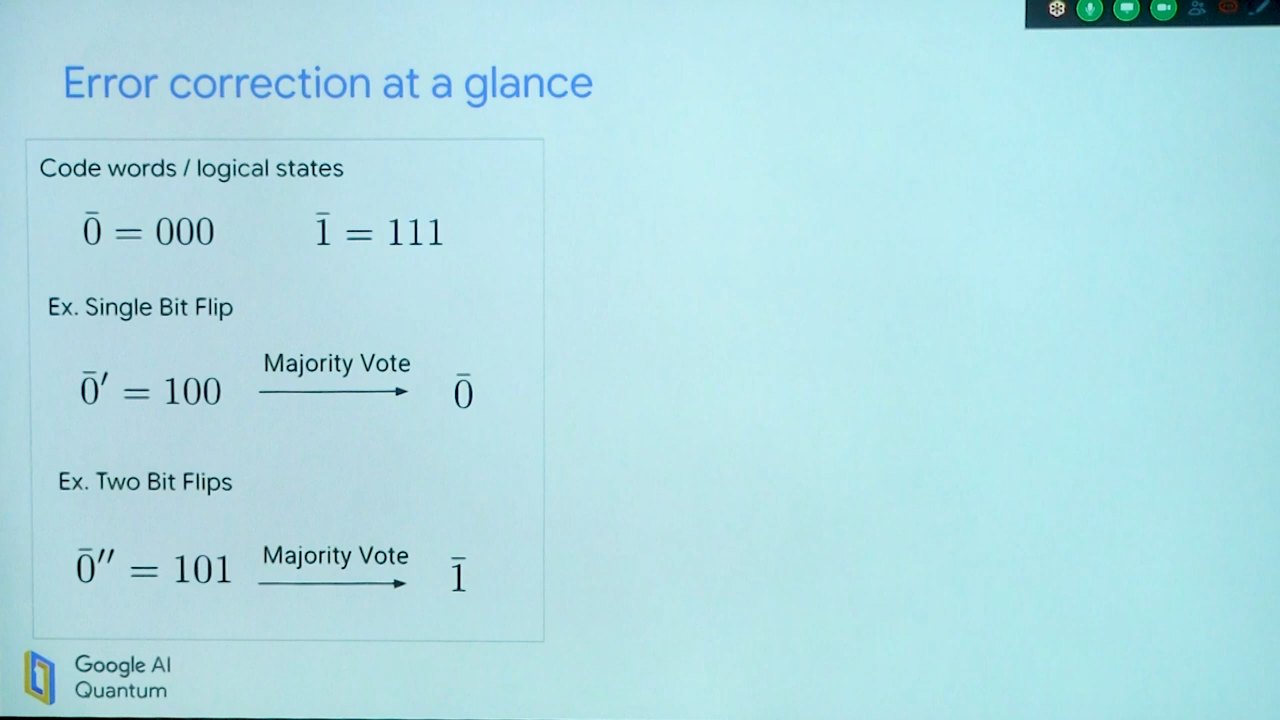 Error correction at a glance
Code words / logical states
0̄ = 000 1̄ = 111
Ex. Single Bit Flip
Majority Vote
0̄′ = 100 0̄
Ex. Two Bit Flips
Majority Vote
0̄″ = 101 1̄
Google AI
Quantum